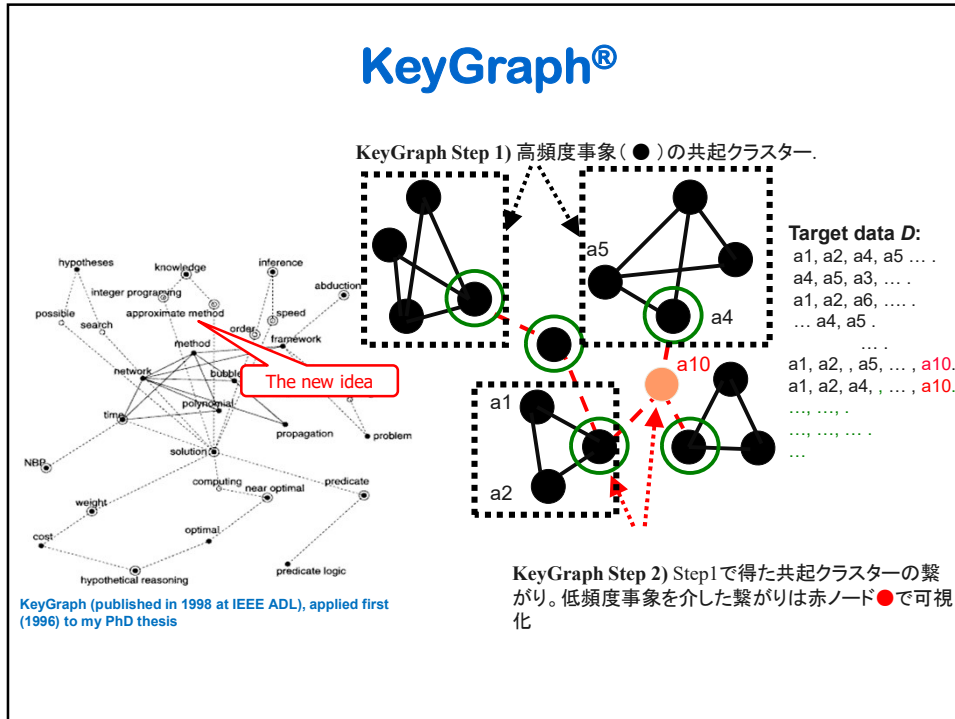 KeyGraph®
KeyGraph Step 1) 高頻度事象(●)の共起クラスター.
a5
a4
a10
a1
a2
Target data D:
a1, a2, a4, a5 … .
a4, a5, a3, … .
a1, a2, a6, …. .
… a4, a5 .
… .
a1, a2, , a5, … , a10.
a1, a2, a4, , … , a10.
…, …, .
…, …, … .
…
hypotheses
knowledge
inference
integer programing
abduction
possible
approximate method
search
order
speed
method
framework
network
The new idea
polynomial
time
propagation
problem
solution
NBP
computing
near optimal
predicate
weight
optimal
cost
hypothetical reasoning
predicate logic
KeyGraph (published in 1998 at IEEE ADL), applied first
(1996) to my PhD thesis
KeyGraph Step 2) Step1で得た共起クラスターの繋
がり。低頻度事象を介した繋がりは赤ノード●で可視
化